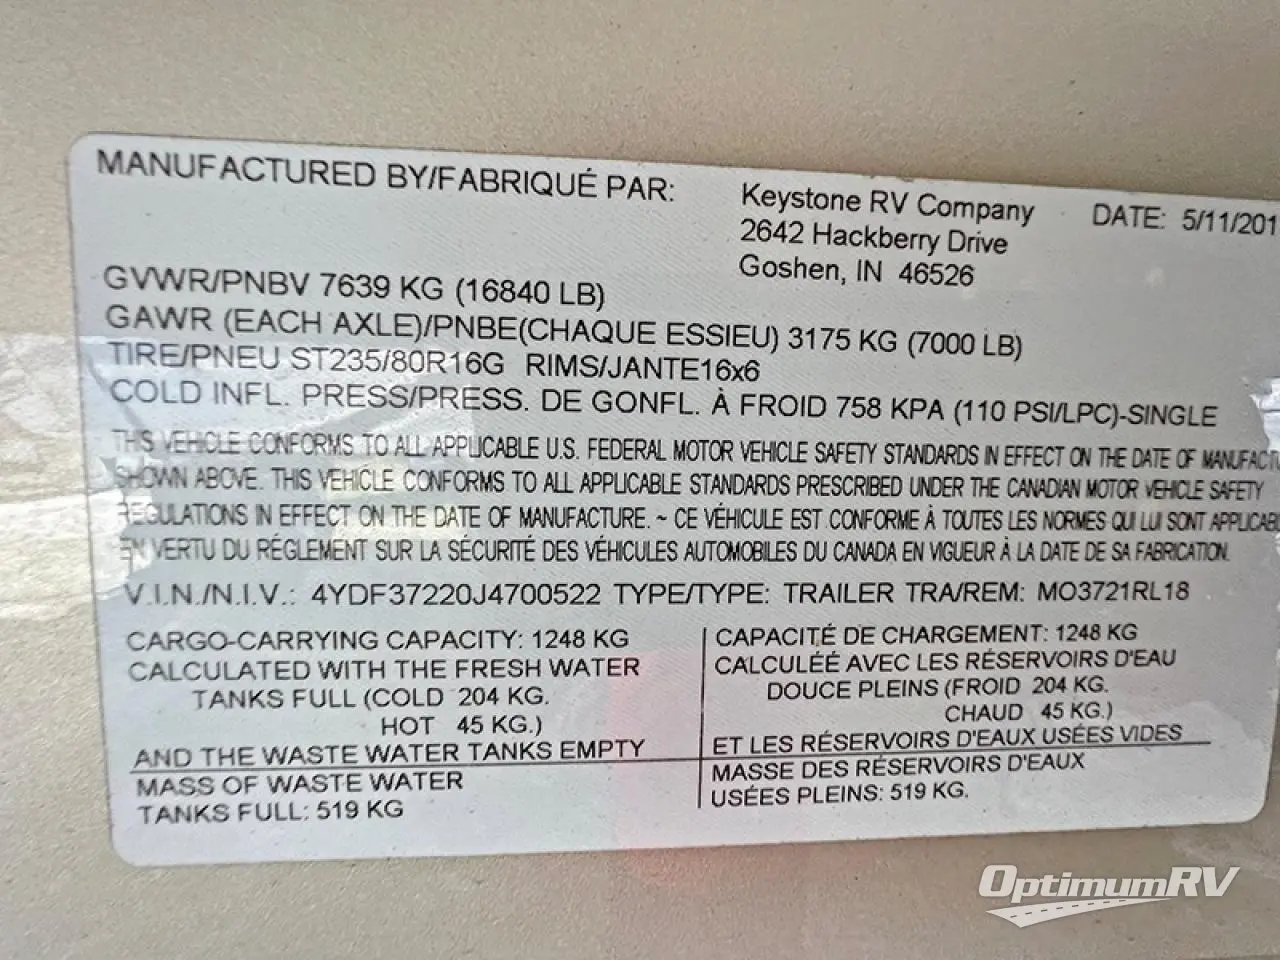 MANUFACTURED BY/FABRIQUÉ PAR: Keystone RV Company DATE: 5/11/201
2642 Hackberry Drive
Goshen, IN 46526
GVWR/PNBV 7639 KG (16840 LB)
GAWR (EACH AXLE)/PNBE(CHAQUE ESSIEU) 3175 KG (7000 LB)
TIRE/PNEU ST235/80R16G RIMS/JANTE16x6
COLD INFL. PRESS/PRESS. DE GONFL. À FROID 758 KPA (110 PSI/LPC)-SINGLE
THIS VEHICLE CONFORMS TO ALL APPLICABLE U.S. FEDERAL MOTOR VEHICLE SAFETY STANDARDS IN EFFECT ON THE DATE OF MANUFACTU
SHOWN ABOVE. THIS VEHICLE CONFORMS TO ALL APPLICABLE STANDARDS PRESCRIBED UNDER THE CANADIAN MOTOR VEHICLE SAFETY
REGULATIONS IN EFFECT ON THE DATE OF MANUFACTURE. ~ CE VÉHICULE EST CONFORME À TOUTES LES NORMES QUI LUI SONT APPLICAB
EN VERTU DU RÉGLEMENT SUR LA SÉCURITÉ DES VÉHICULES AUTOMOBILES DU CANADA EN VIGUEUR À LA DATE DE SA FABRICATION.
V.I.N./N.I.V.: 4YDF37220J4700522 TYPE/TYPE: TRAILER TRA/REM: MO3721RL18
CARGO-CARRYING CAPACITY: 1248 KG
CALCULATED WITH THE FRESH WATER
TANKS FULL (COLD 204 KG.
HOT 45 KG.)
AND THE WASTE WATER TANKS EMPTY
MASS OF WASTE WATER
TANKS FULL: 519 KG
CAPACITÉ DE CHARGEMENT: 1248 KG
CALCULÉE AVEC LES RÉSERVOIRS D'EAU
DOUCE PLEINS (FROID 204 KG.
CHAUD 45 KG.)
ET LES RÉSERVOIRS D'EAUX USÉES VIDES
MASSE DES RÉSERVOIRS D'EAUX
USÉES PLEINS: 519 KG.
OptimumRV